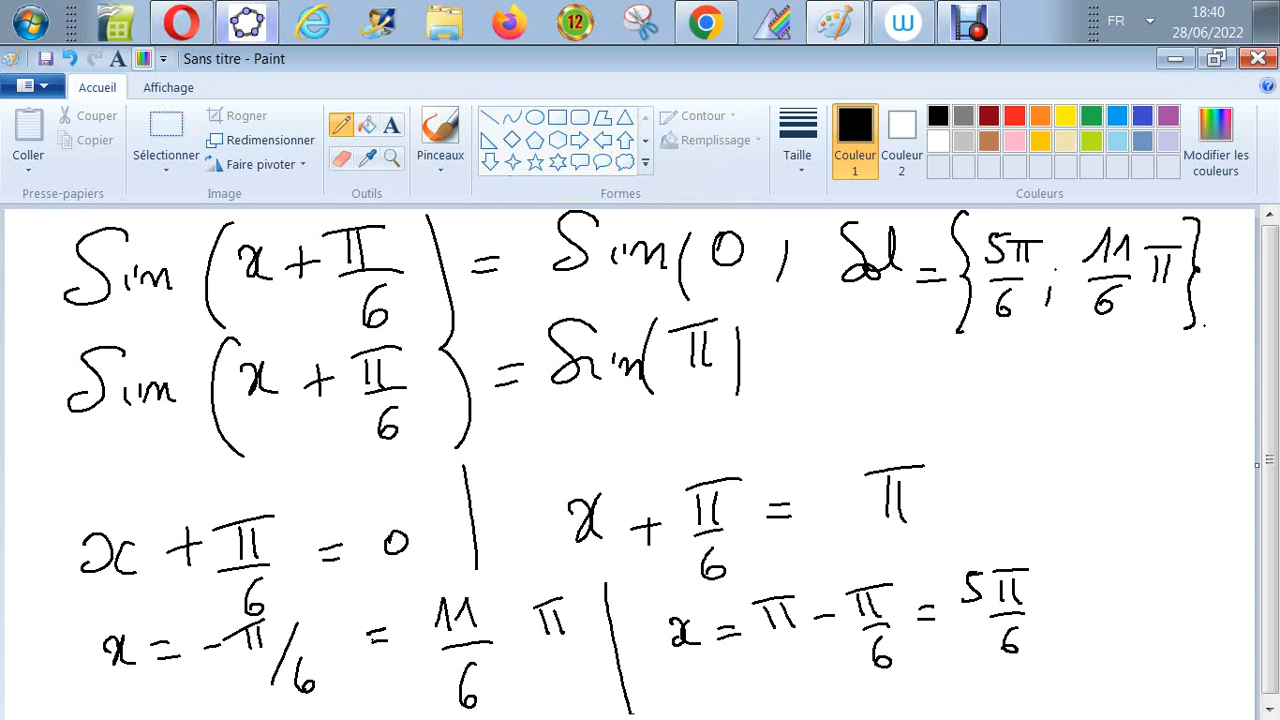 12
W
FR
18:40
28/06/2022
Sans titre - Paint
Accueil Affichage
Coller
Couper
Copier
Presse-papiers
Sélectionner
Rogner
Redimensionner
Faire pivoter
Image
Outils
Pinceaux
Contour
Remplissage
Formes
Taille
Couleur 1
Couleur 2
Modifier les couleurs
Couleurs
Sin(x+π/6) = Sin(0) Sol = {5π/6 ; 11/6 π}.
Sin(x+π/6) = Sin(π)
x + π/6 = 0 | x + π/6 = π
x = -π/6 = 11/6 π | x = π - π/6 = 5π/6